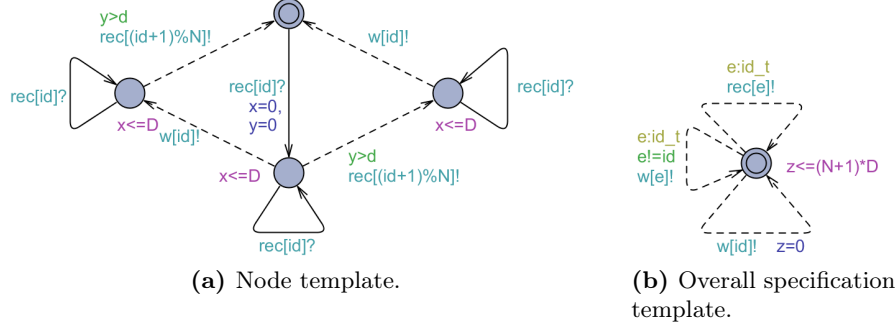 y>d
rec[(id+1)%N]!
w[id]!
rec[id]?
rec[id]?
x=0,
y=0
rec[id]?
x<=D
w[id]!
x<=D
x<=D
y>d
rec[(id+1)%N]!
rec[id]?
e:id_t
rec[e]!
e:id_t
e!=id
w[e]!
z<=(N+1)*D
w[id]!
z=0
(a) Node template.
(b) Overall specification
template.